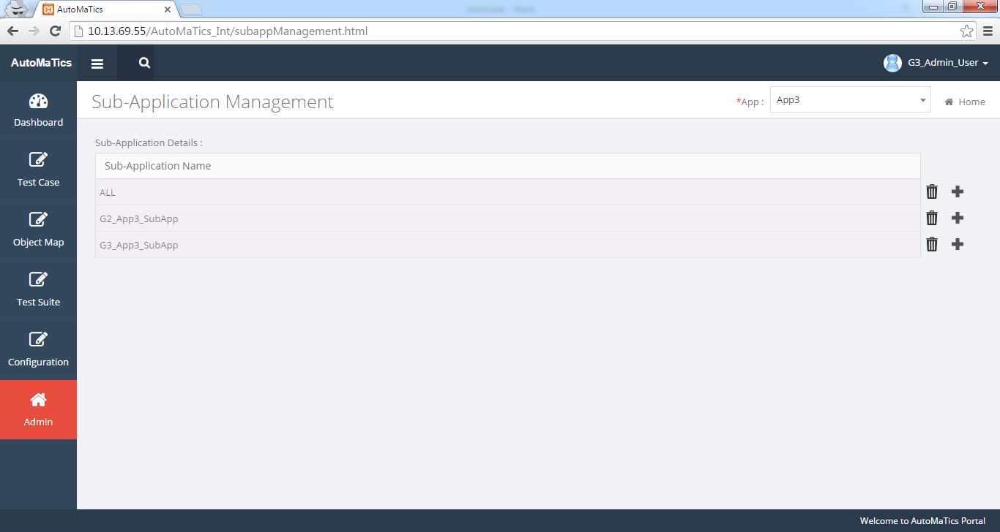 AutoMaTics
10.13.69.55/AutoMaTics_Int/subappManagement.html
AutoMaTics
G3_Admin_User
Dashboard
Test Case
Object Map
Test Suite
Configuration
Admin
Sub-Application Management
*App :
App3
Home
Sub-Application Details :
Sub-Application Name
ALL
G2_App3_SubApp
G3_App3_SubApp
Welcome to AutoMaTics Portal